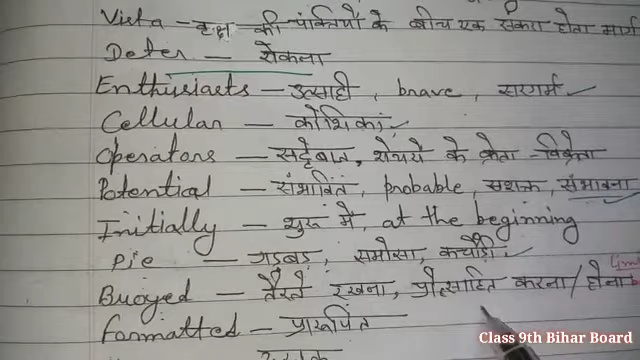 Vista - वृक्ष की पंक्तियों के बीच एक सँकरा होता मार्ग
Deter - रोकना
Enthusiasts - उत्साही, brave, सरगर्म
Cellular - कोशिका
Operators - सट्टेबाज, शेयरों के क्रेता - विक्रेता
Potential - संभावित, probable, सशक्त, संभावना
Initially - शुरू में, at the beginning
Pie - गड़बड़, समोसा, कचौड़ी
Buoyed - तैरते रखना, प्रोत्साहित करना / होना
Formatted - प्रारूपित
Class 9th Bihar Board